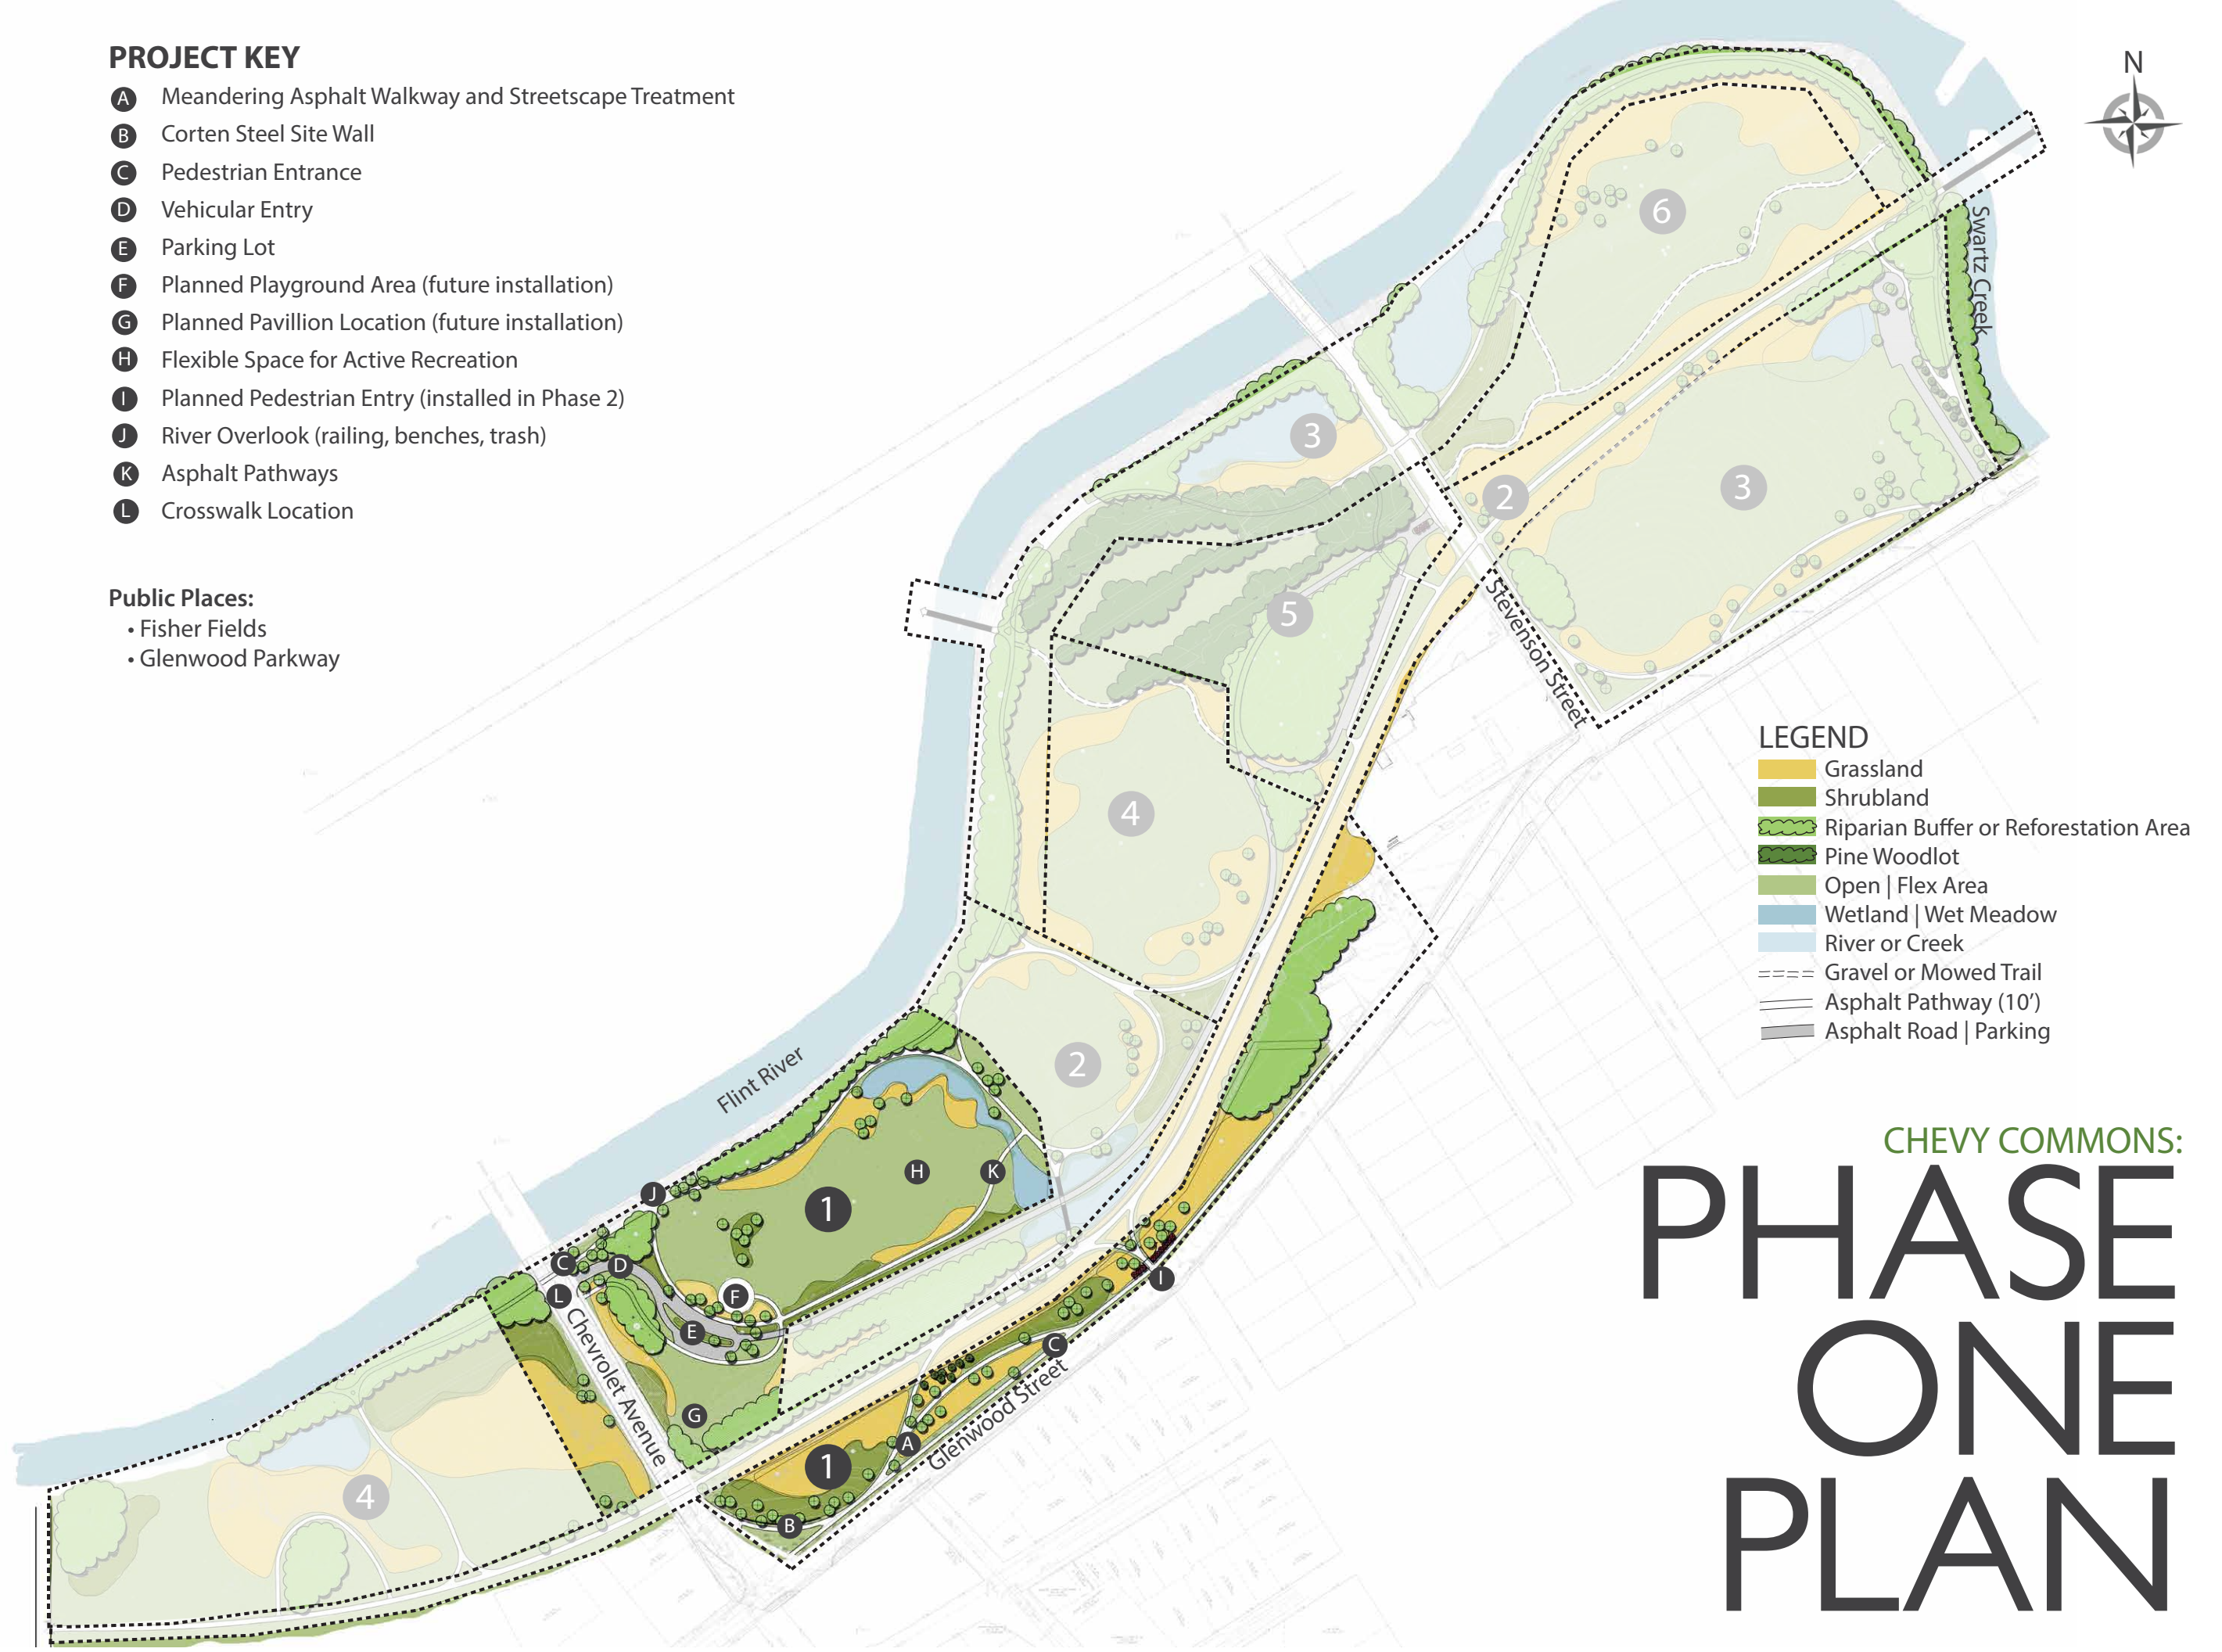 PROJECT KEY
A Meandering Asphalt Walkway and Streetscape Treatment
B Corten Steel Site Wall
C Pedestrian Entrance
D Vehicular Entry
E Parking Lot
F Planned Playground Area (future installation)
G Planned Pavillion Location (future installation)
H Flexible Space for Active Recreation
I Planned Pedestrian Entry (installed in Phase 2)
J River Overlook (railing, benches, trash)
K Asphalt Pathways
L Crosswalk Location
Public Places:
• Fisher Fields
• Glenwood Parkway
N
6
Swartz Creek
3
2
3
5
Stevenson Street
4
2
Flint River
H
K
J
1
C
D
L
F
E
I
C
Chevrolet Avenue
G
A
Glenwood Street
1
B
4
LEGEND
Grassland
Shrubland
Riparian Buffer or Reforestation Area
Pine Woodlot
Open | Flex Area
Wetland | Wet Meadow
River or Creek
Gravel or Mowed Trail
Asphalt Pathway (10’)
Asphalt Road | Parking
CHEVY COMMONS:
PHASE
ONE
PLAN